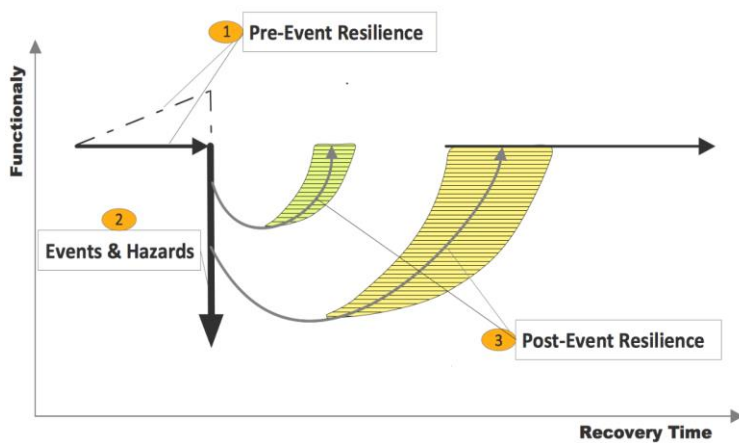 1 Pre-Event Resilience
Functionaly
2
Events & Hazards
3 Post-Event Resilience
Recovery Time